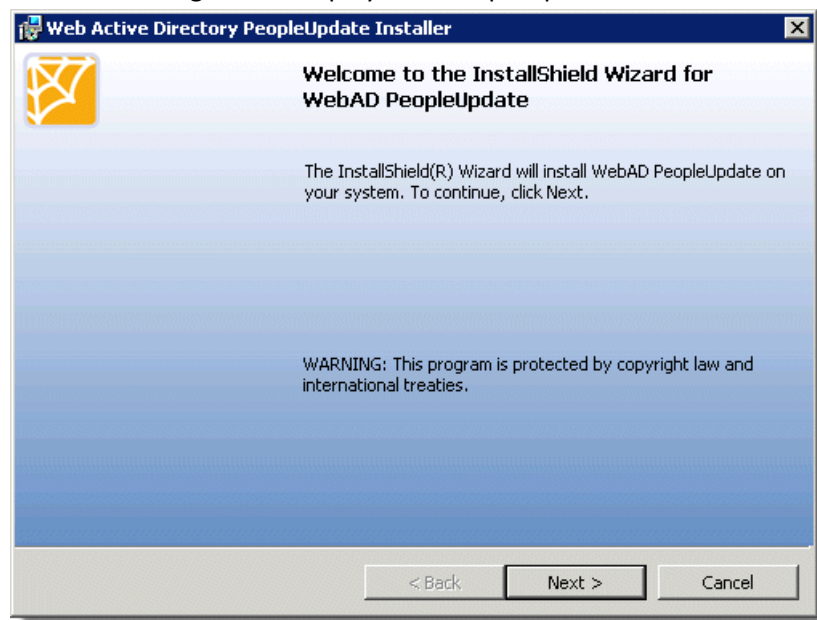 Web Active Directory PeopleUpdate Installer
Welcome to the InstallShield Wizard for
WebAD PeopleUpdate
The InstallShield(R) Wizard will install WebAD PeopleUpdate on
your system. To continue, click Next.
WARNING: This program is protected by copyright law and
international treaties.
< Back Next > Cancel